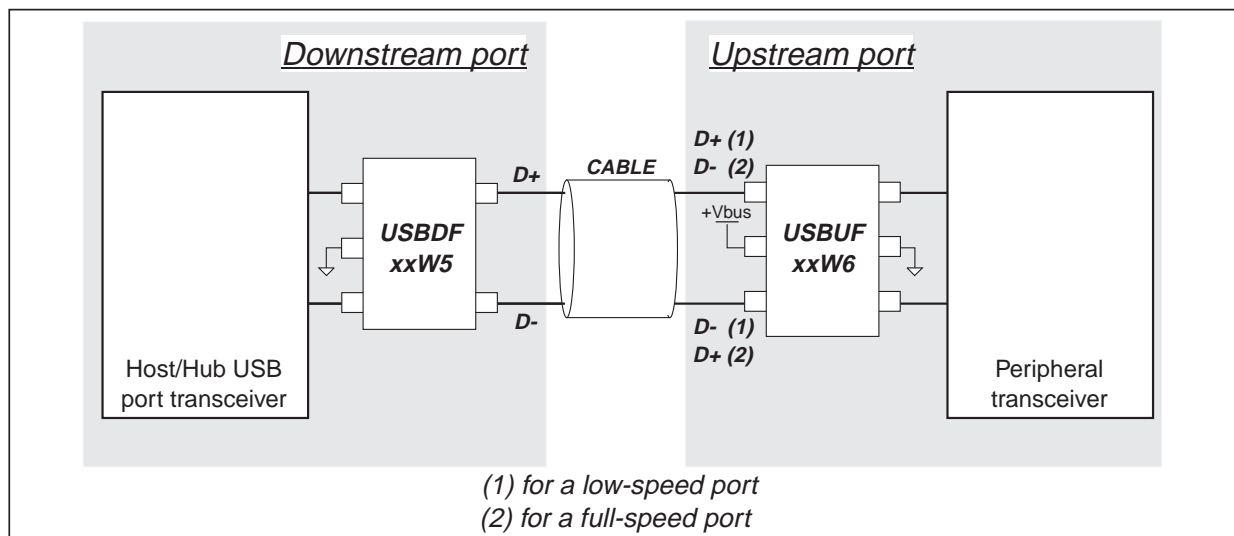 Downstream port
Upstream port
D+ (1)
D- (2)
D+
CABLE
+Vbus
USBDF
xxW5
USBUF
xxW6
D-
D- (1)
D+ (2)
Host/Hub USB
port transceiver
Peripheral
transceiver
(1) for a low-speed port
(2) for a full-speed port